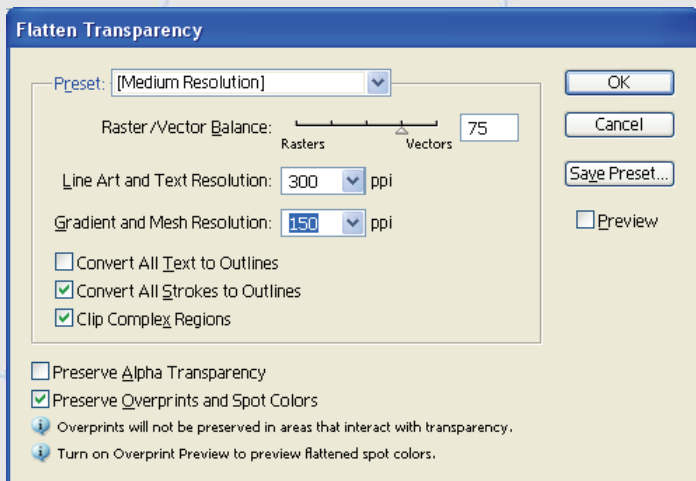 Flatten Transparency
Preset: [Medium Resolution]
OK
Raster/Vector Balance: 75
Rasters Vectors
Cancel
Line Art and Text Resolution: 300 ppi
Save Preset...
Gradient and Mesh Resolution: 150 ppi
Preview
Convert All Text to Outlines
Convert All Strokes to Outlines
Clip Complex Regions
Preserve Alpha Transparency
Preserve Overprints and Spot Colors
Overprints will not be preserved in areas that interact with transparency.
Turn on Overprint Preview to preview flattened spot colors.